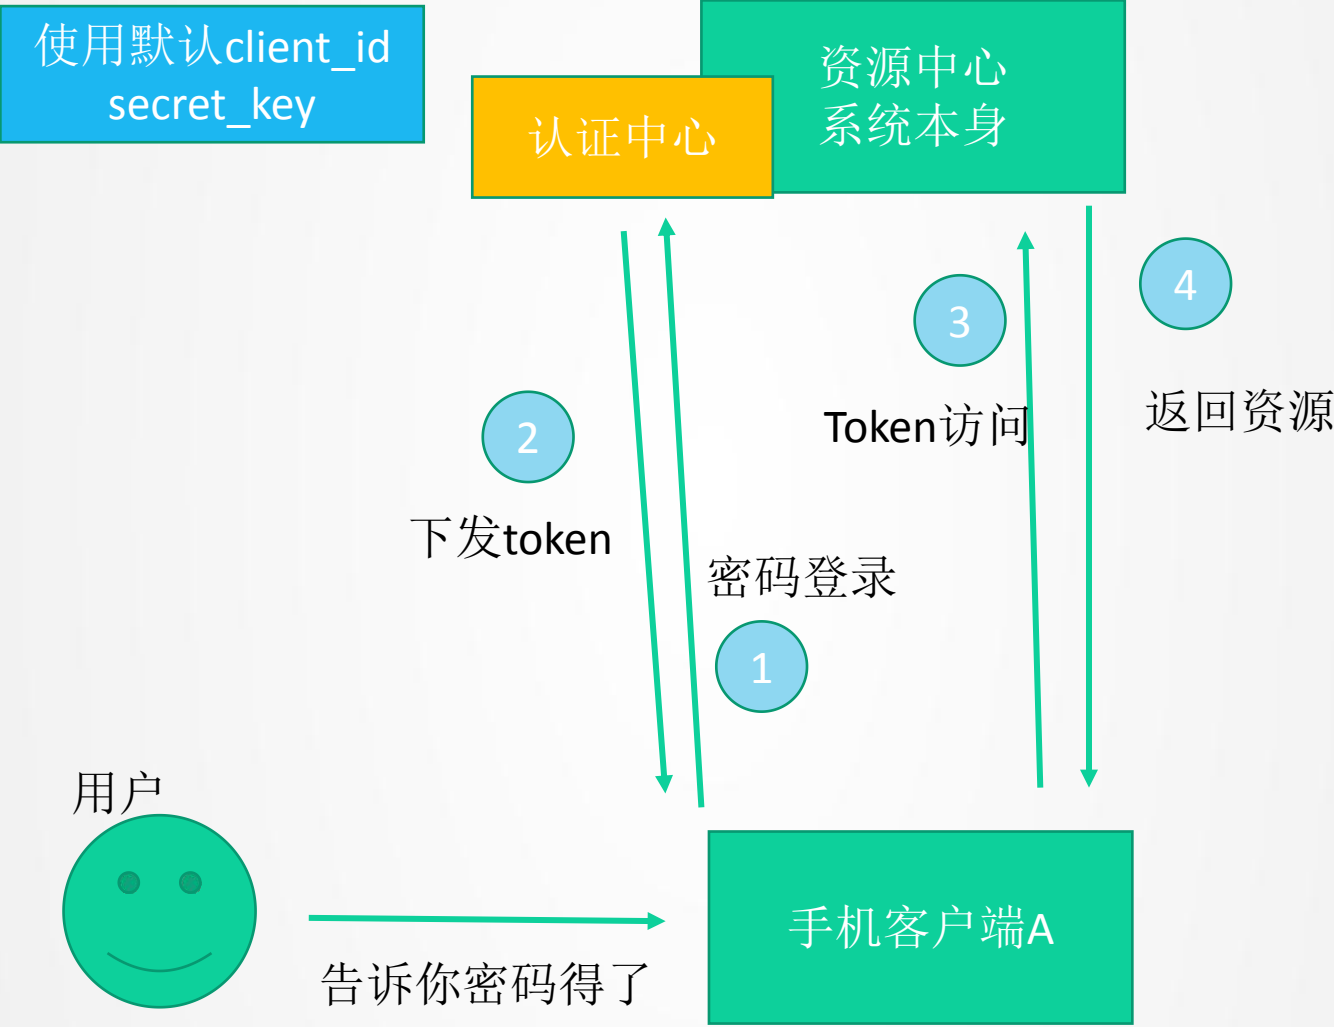 使用默认client_id
secret_key
资源中心
系统本身
认证中心
4
3
Token访问
返回资源
2
下发token
密码登录
1
用户
手机客户端A
告诉你密码得了